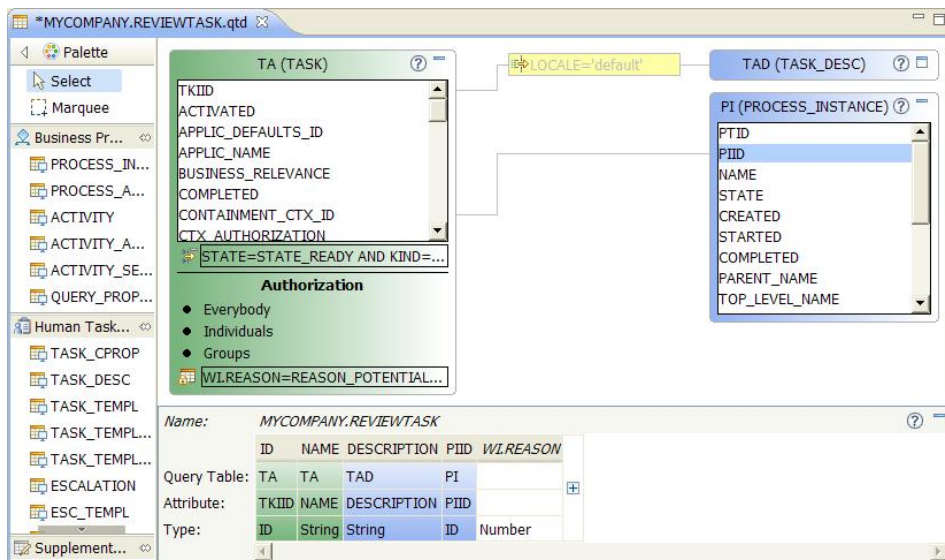 *MYCOMPANY.REVIEWTASK.qtd
Palette
Select
Marquee
Business Pr...
PROCESS_IN...
PROCESS_A...
ACTIVITY
ACTIVITY_A...
ACTIVITY_SE...
QUERY_PROP...
Human Task...
TASK_CPROP
TASK_DESC
TASK_TEMPL
TASK_TEMPL...
TASK_TEMPL...
ESCALATION
ESC_TEMPL
Supplement...
TA (TASK)
TKIID
ACTIVATED
APPLIC_DEFAULTS_ID
APPLIC_NAME
BUSINESS_RELEVANCE
COMPLETED
CONTAINMENT_CTX_ID
CTX_AUTHORIZATION
STATE=STATE_READY AND KIND=...
Authorization
Everybody
Individuals
Groups
WI.REASON=REASON_POTENTIAL...
LOCALE='default'
TAD (TASK_DESC)
PI (PROCESS_INSTANCE)
PTID
PIID
NAME
STATE
CREATED
STARTED
COMPLETED
PARENT_NAME
TOP_LEVEL_NAME
Name: MYCOMPANY.REVIEWTASK
ID NAME DESCRIPTION PIID WI.REASON
Query Table: TA TA TAD PI
Attribute: TKIID NAME DESCRIPTION PIID
Type: ID String String ID Number